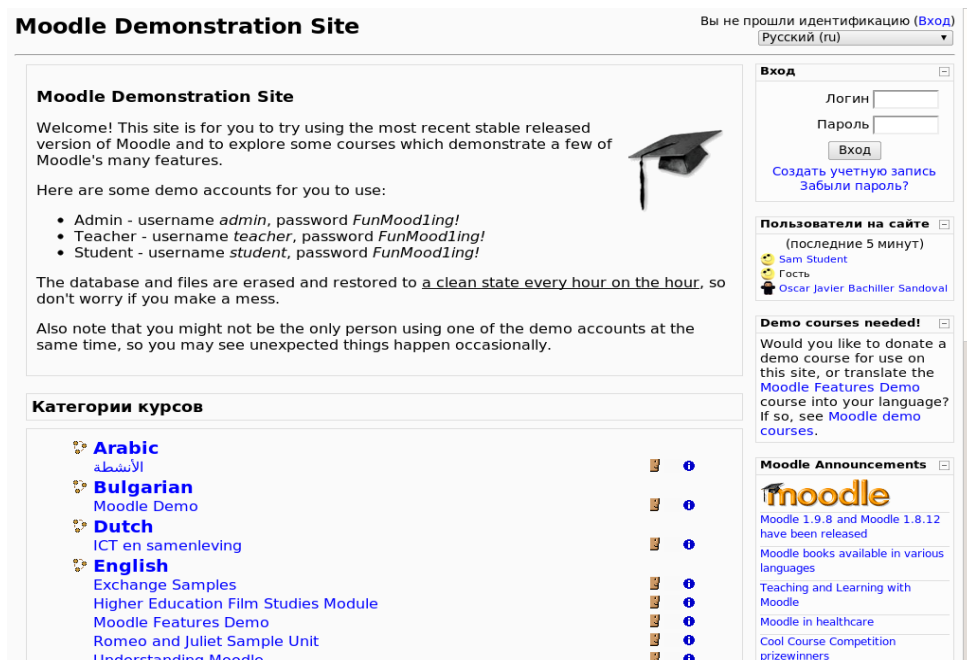 Moodle Demonstration Site
Вы не прошли идентификацию (Вход)
Русский (ru)
Moodle Demonstration Site
Welcome! This site is for you to try using the most recent stable released
version of Moodle and to explore some courses which demonstrate a few of
Moodle's many features.
Here are some demo accounts for you to use:
• Admin - username admin, password FunMood1ing!
• Teacher - username teacher, password FunMood1ing!
• Student - username student, password FunMood1ing!
The database and files are erased and restored to a clean state every hour on the hour, so
don't worry if you make a mess.
Also note that you might not be the only person using one of the demo accounts at the
same time, so you may see unexpected things happen occasionally.
Категории курсов
Arabic
الأنشطة
Bulgarian
Moodle Demo
Dutch
ICT en samenleving
English
Exchange Samples
Higher Education Film Studies Module
Moodle Features Demo
Romeo and Juliet Sample Unit
Understanding Moodle
Вход
Логин
Пароль
Вход
Создать учетную запись
Забыли пароль?
Пользователи на сайте
(последние 5 минут)
Sam Student
Гость
Oscar Javier Bachiller Sandoval
Demo courses needed!
Would you like to donate a
demo course for use on
this site, or translate the
Moodle Features Demo
course into your language?
If so, see Moodle demo
courses.
Moodle Announcements
moodle
Moodle 1.9.8 and Moodle 1.8.12
have been released
Moodle books available in various
languages
Teaching and Learning with
Moodle
Moodle in healthcare
Cool Course Competition
prizewinners